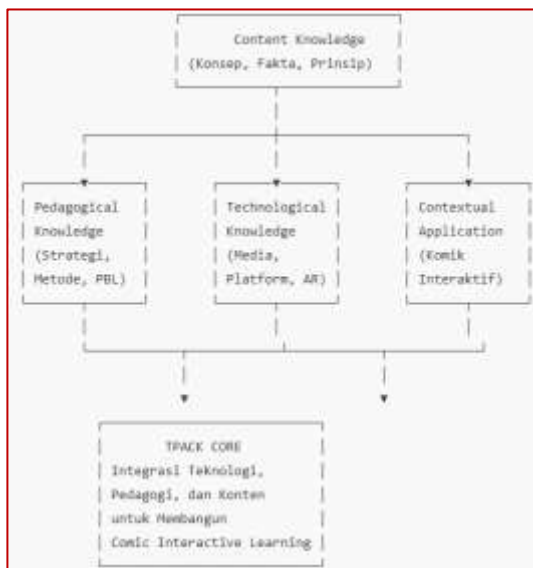 Content Knowledge
(Konsep, Fakta, Prinsip)
Pedagogical
Knowledge
(Strategi,
Metode, PBL)
Technological
Knowledge
(Media,
Platform, AR)
Contextual
Application
(Komik
Interaktif)
TPACK CORE
Integrasi Teknologi,
Pedagogi, dan Konten
untuk Membangun
Comic Interactive Learning